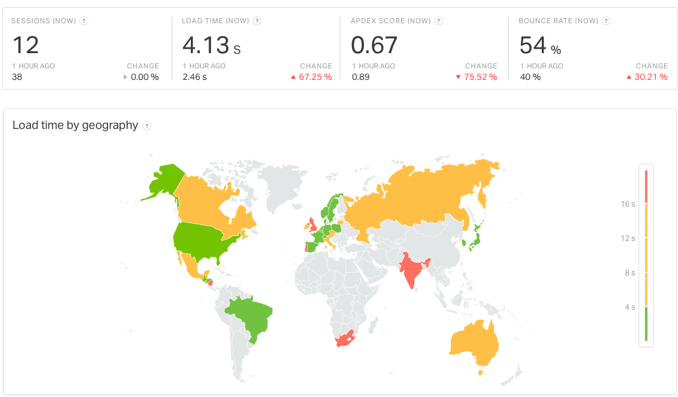 SESSIONS (NOW) ?
12
1 HOUR AGO CHANGE
38 0.00 %
LOAD TIME (NOW) ?
4.13 s
1 HOUR AGO CHANGE
2.46 s 67.25 %
APDEX SCORE (NOW) ?
0.67
1 HOUR AGO CHANGE
0.89 75.52 %
BOUNCE RATE (NOW) ?
54 %
1 HOUR AGO CHANGE
40 % 30.21 %
Load time by geography ?
16 s
12 s
8 s
4 s